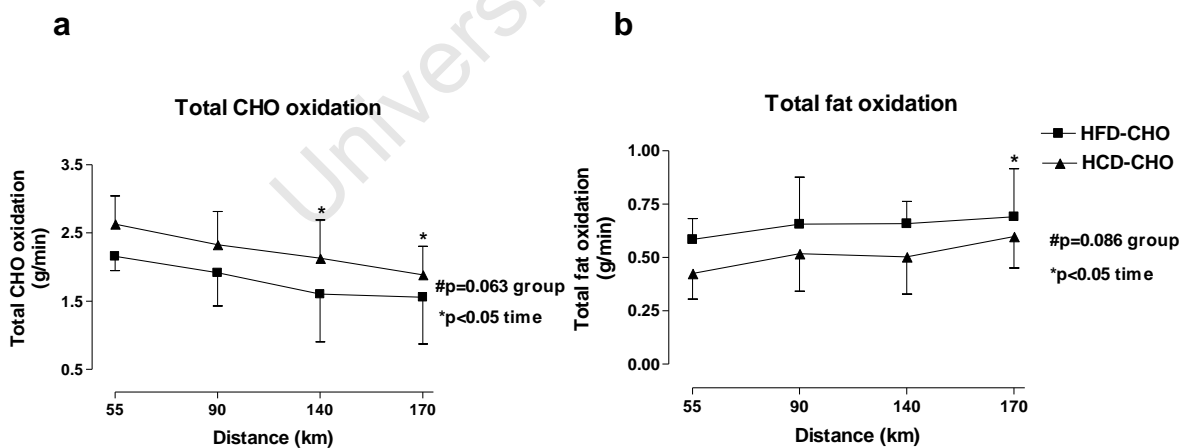 a
b
Universi
Total CHO oxidation
Total fat oxidation
HFD-CHO
HCD-CHO
Total CHO oxidation
(g/min)
3.5
2.5
1.5
0.5
*
*
#p=0.063 group
*p<0.05 time
55
90
140
170
Distance (km)
Total fat oxidation
(g/min)
1.00
0.75
0.50
0.25
0.00
*
#p=0.086 group
*p<0.05 time
55
90
140
170
Distance (km)